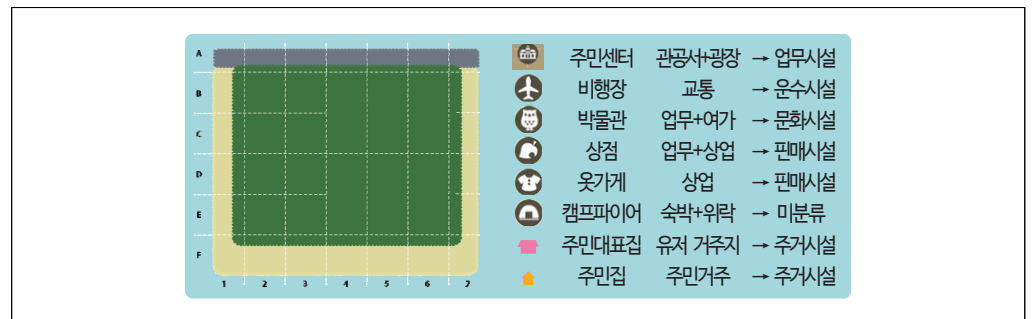 A
B
C
D
E
F
1 2 3 4 5 6 7
주민센터 관공서+광장 → 업무시설
비행장 교통 → 운수시설
박물관 업무+여가 → 문화시설
상점 업무+상업 → 판매시설
옷가게 상업 → 판매시설
캠프파이어 숙박+위락 → 미분류
주민대표집 유저 거주지 → 주거시설
주민집 주민거주 → 주거시설